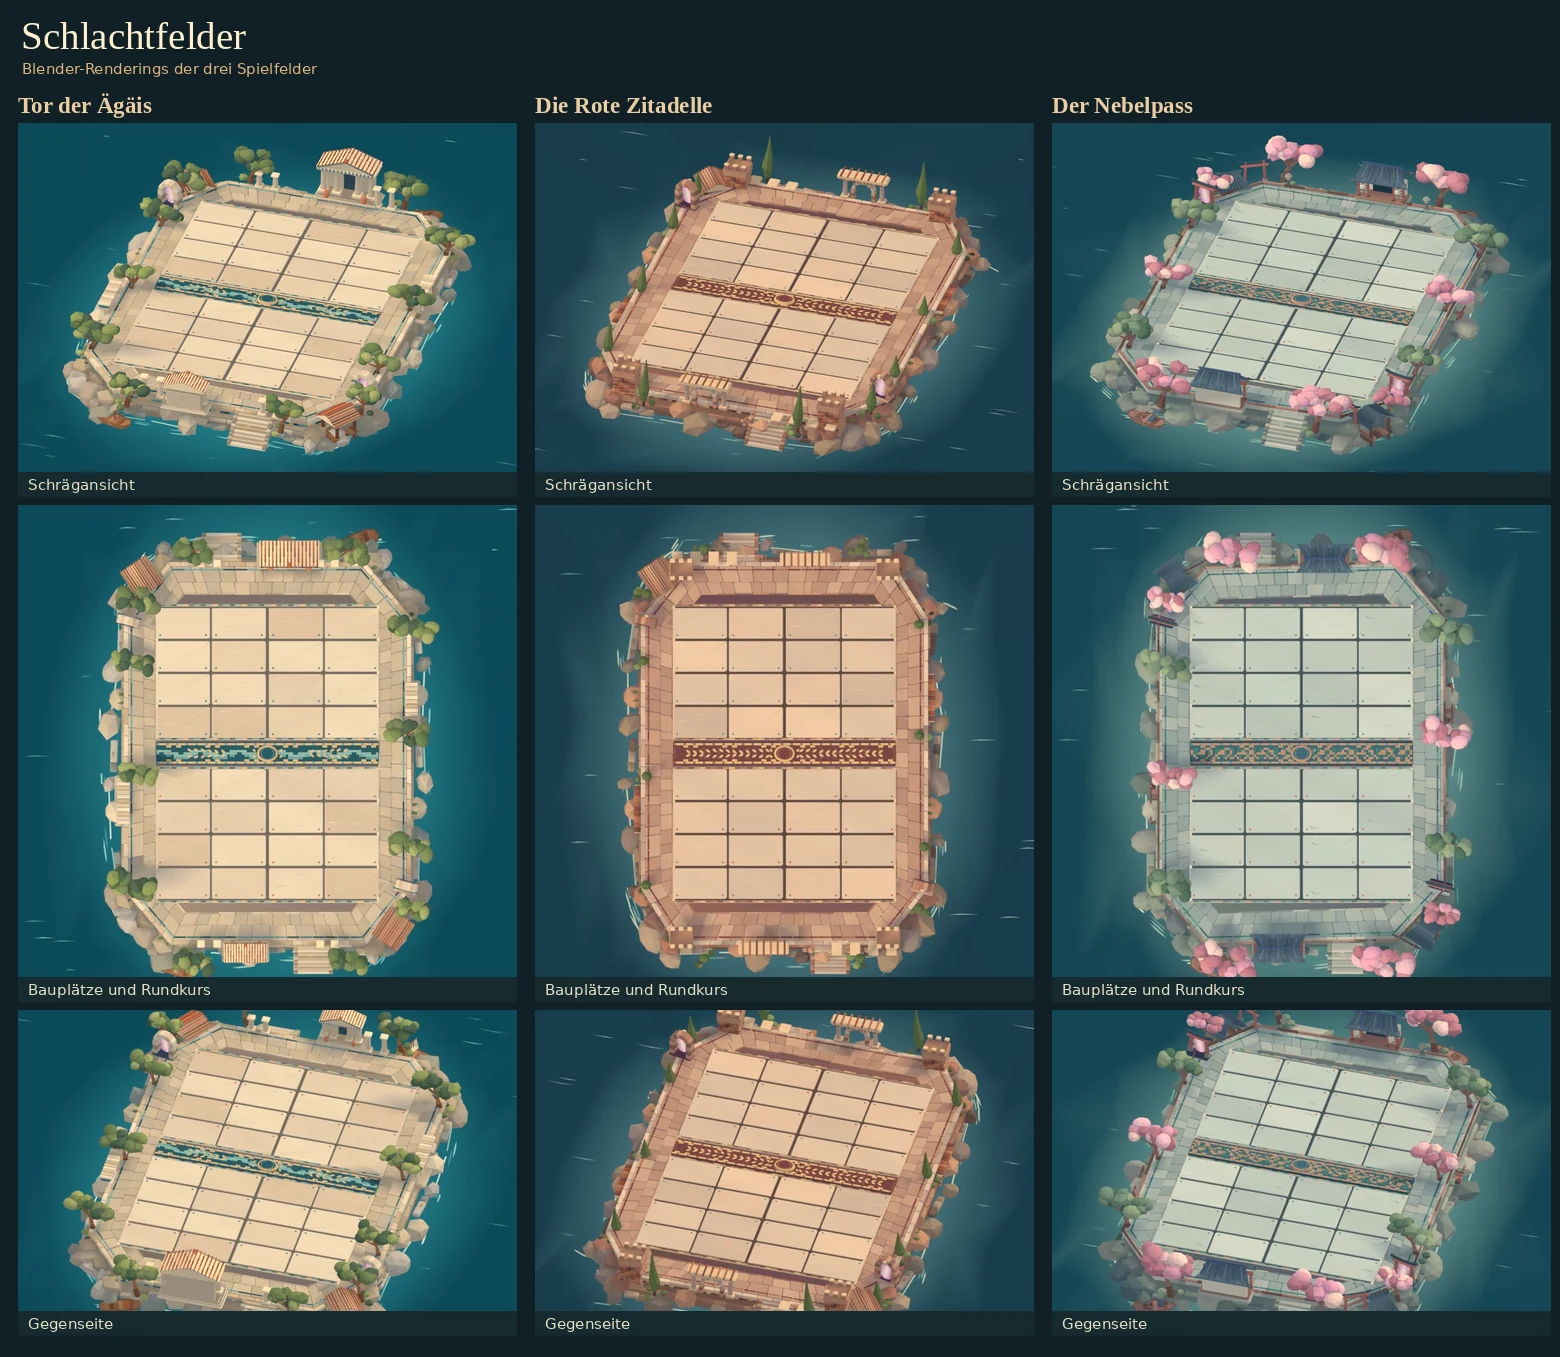 Schlachtfelder
Blender-Renderings der drei Spielfelder
Tor der Ägäis
Die Rote Zitadelle
Der Nebelpass
Schrägansicht
Schrägansicht
Schrägansicht
Bauplätze und Rundkurs
Bauplätze und Rundkurs
Bauplätze und Rundkurs
Gegenseite
Gegenseite
Gegenseite